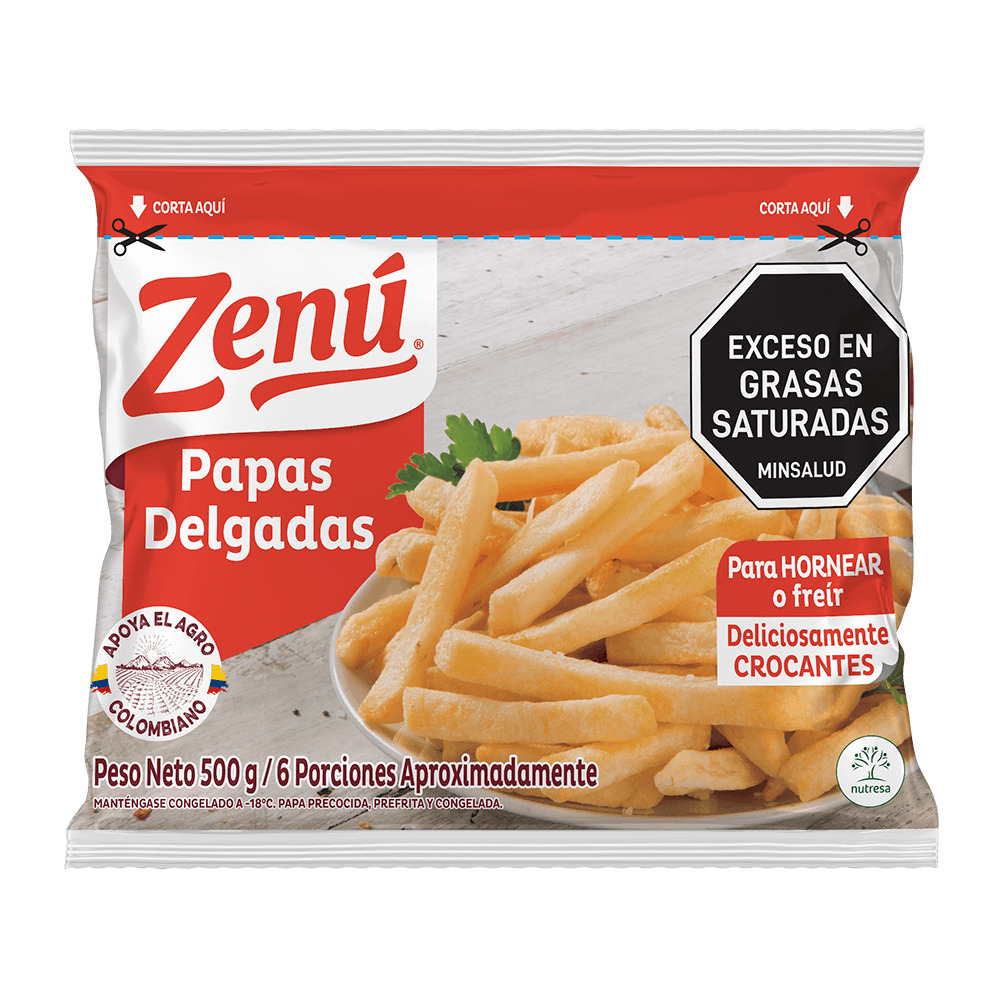 CORTA AQUÍ
CORTA AQUÍ
Zenú®
Papas
Delgadas
EXCESO EN
GRASAS
SATURADAS
MINSALUD
Para HORNEAR
o freír
Deliciosamente
CROCANTES
APOYA EL AGRO
COLOMBIANO
Peso Neto 500 g / 6 Porciones Aproximadamente
MANTÉNGASE CONGELADO A -18°C. PAPA PRECOCIDA, PREFRITA Y CONGELADA.
nutresa